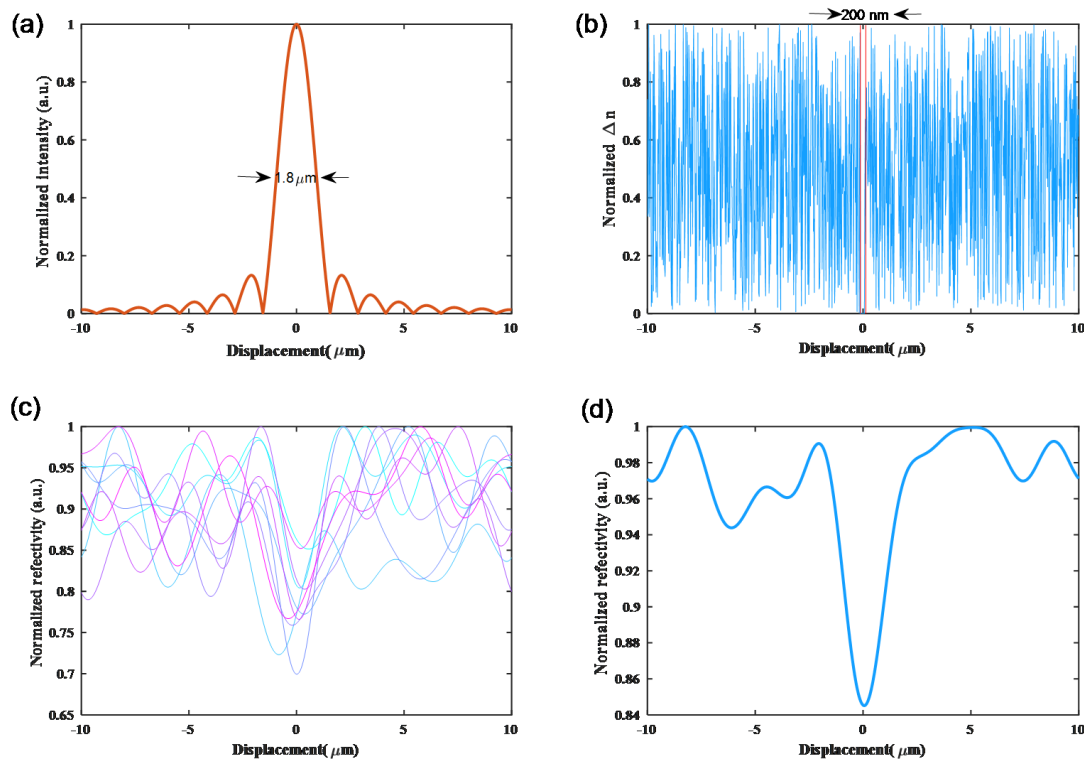 (a)
1
0.8
0.6
0.4
0.2
0
Normalized intensity (a.u.)
1.8μm
-10 -5 0 5 10
Displacement( μm)
(b)
200 nm
1
0.8
0.6
0.4
0.2
0
Normalized △n
-10 -5 0 5 10
Displacement( μm)
(c)
1
0.95
0.9
0.85
0.8
0.75
0.7
0.65
Normalized refectivity (a.u.)
-10 -5 0 5 10
Displacement( μm)
(d)
1
0.98
0.96
0.94
0.92
0.9
0.88
0.86
0.84
Normalized refectivity (a.u.)
-10 -5 0 5 10
Displacement( μm)